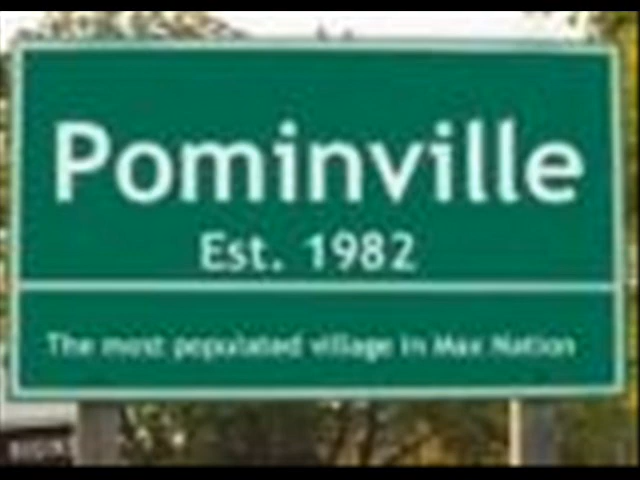 Pominville
Est. 1982
The most populated village in Max Nation